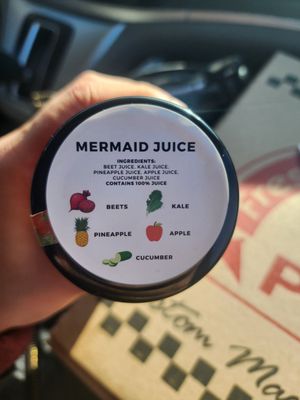 MERMAID JUICE
INGREDIENTS:
BEET JUICE, KALE JUICE,
PINEAPPLE JUICE, APPLE JUICE,
CUCUMBER JUICE
CONTAINS 100% JUICE
BEETS
KALE
PINEAPPLE
APPLE
CUCUMBER